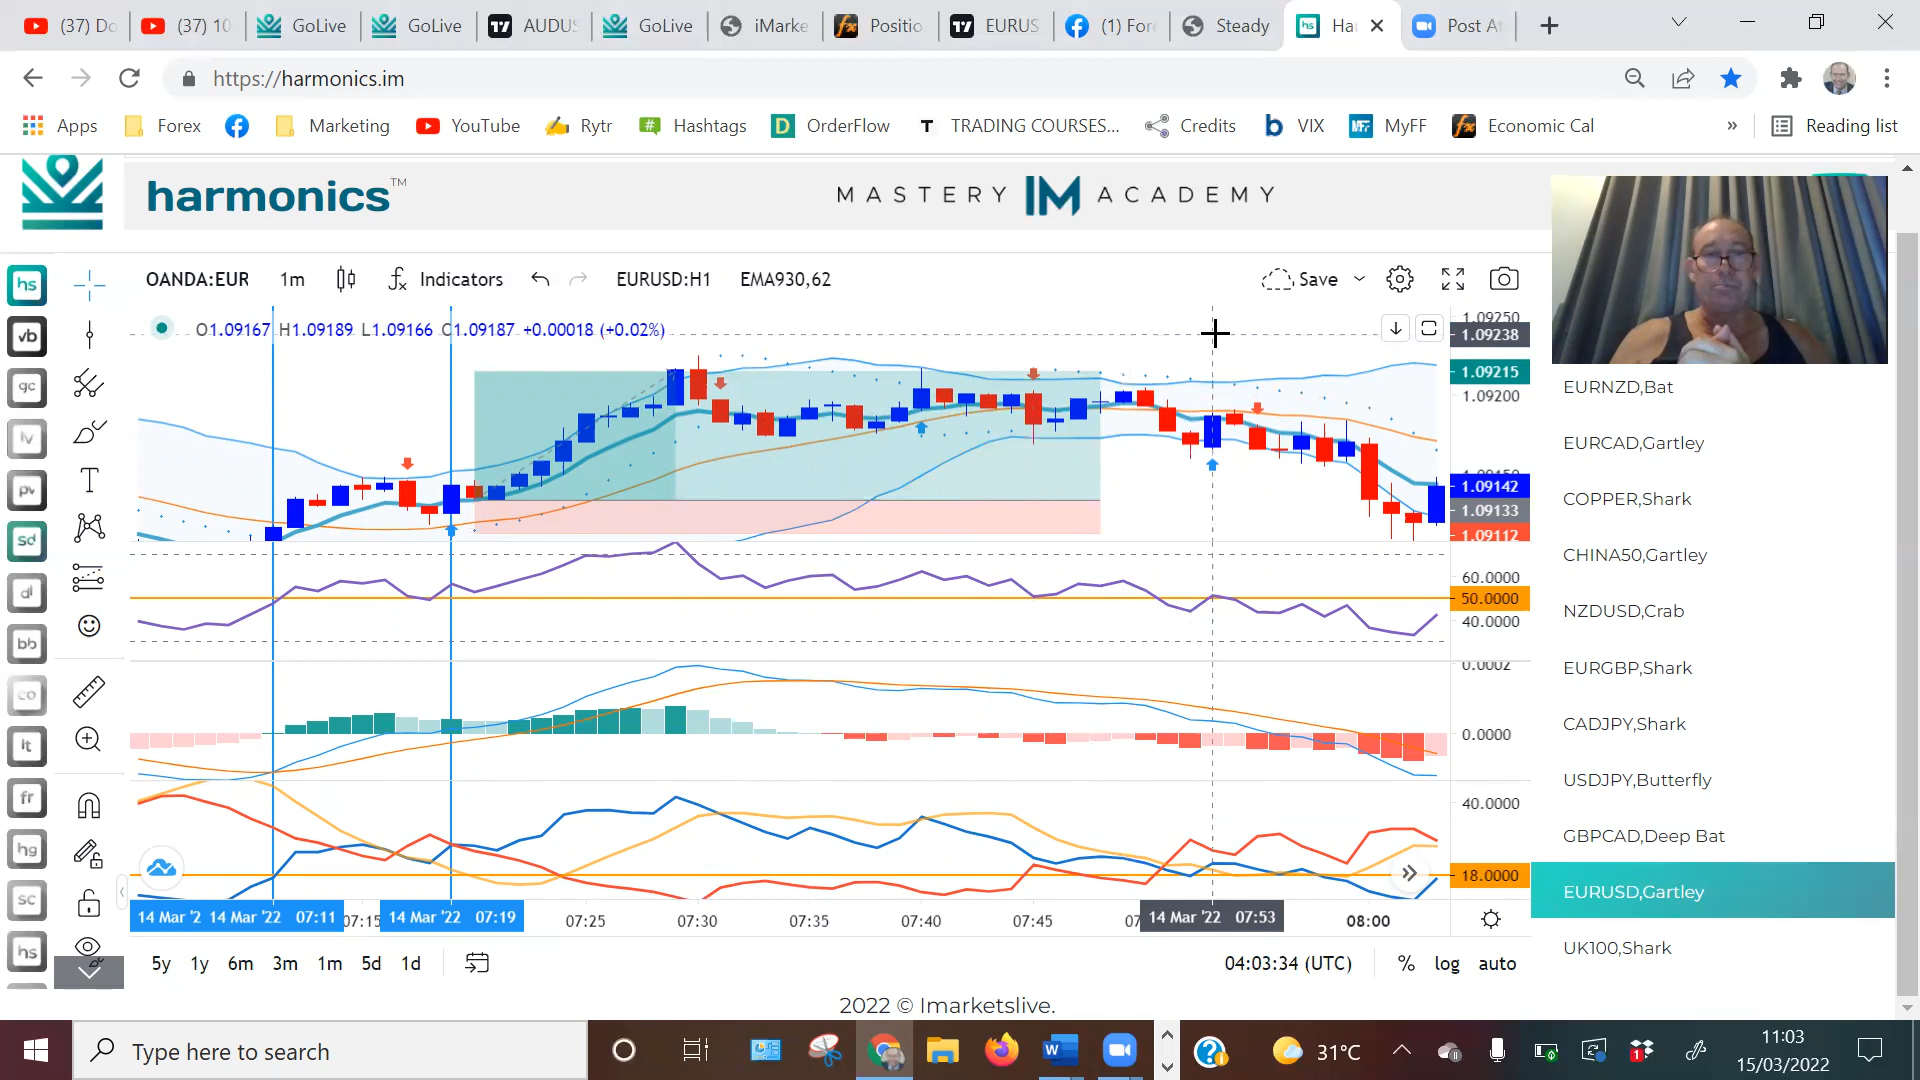 (37) Do
(37) 10
GoLive
GoLive
AUDUS
GoLive
iMarke
Positio
EURUS
(1) For
Steady
Har
Post At
https://harmonics.im
Apps
Forex
Marketing
YouTube
Rytr
Hashtags
OrderFlow
TRADING COURSES...
Credits
VIX
MyFF
Economic Cal
»
Reading list
harmonics™
MASTERY IM ACADEMY
OANDA:EUR
1m
Indicators
EURUSD:H1
EMA930,62
Save
O1.09167 H1.09189 L1.09166 C1.09187 +0.00018 (+0.02%)
1.09250
1.09238
1.09215
1.09200
1.09142
1.09133
1.09112
60.0000
50.0000
40.0000
0.0002
0.0000
40.0000
18.0000
hs
vb
gc
lv
pv
sd
dl
bb
co
lt
fr
hg
sc
hs
14 Mar '2
14 Mar '22 07:11
07:15
14 Mar '22 07:19
07:25
07:30
07:35
07:40
07:45
14 Mar '22 07:53
08:00
5y
1y
6m
3m
1m
5d
1d
04:03:34 (UTC)
%
log
auto
EURNZD,Bat
EURCAD,Gartley
COPPER,Shark
CHINA50,Gartley
NZDUSD,Crab
EURGBP,Shark
CADJPY,Shark
USDJPY,Butterfly
GBPCAD,Deep Bat
EURUSD,Gartley
UK100,Shark
2022 © Imarketslive.
Type here to search
31°C
11:03
15/03/2022